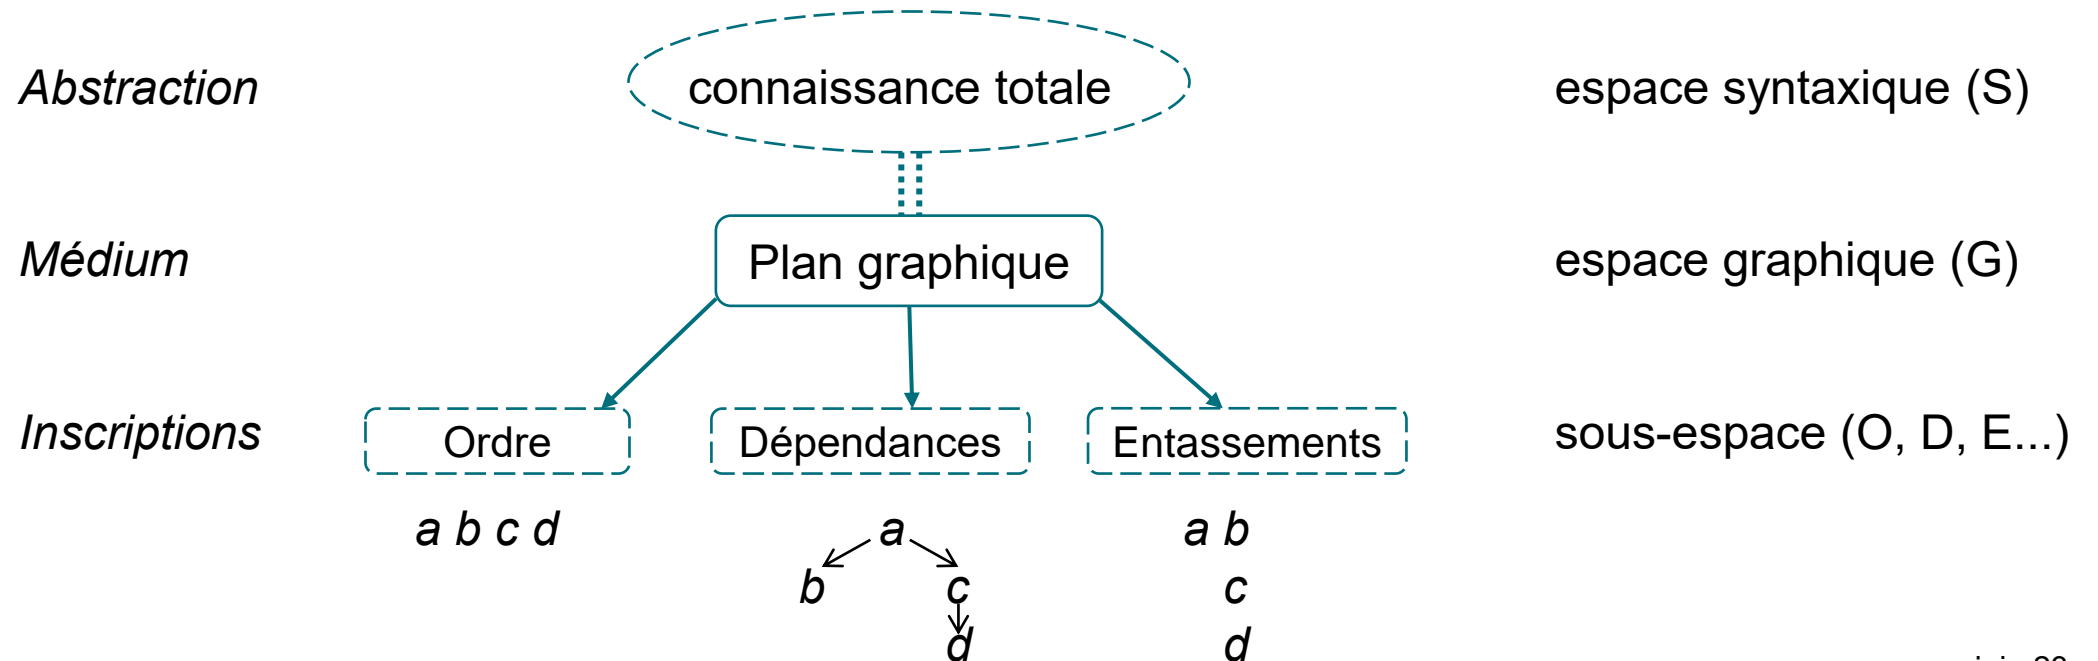 Abstraction connaissance totale espace syntaxique (S)
Médium Plan graphique espace graphique (G)
Inscriptions Ordre Dépendances Entassements sous-espace (O, D, E...)
a b c d a a b
b c c
d d